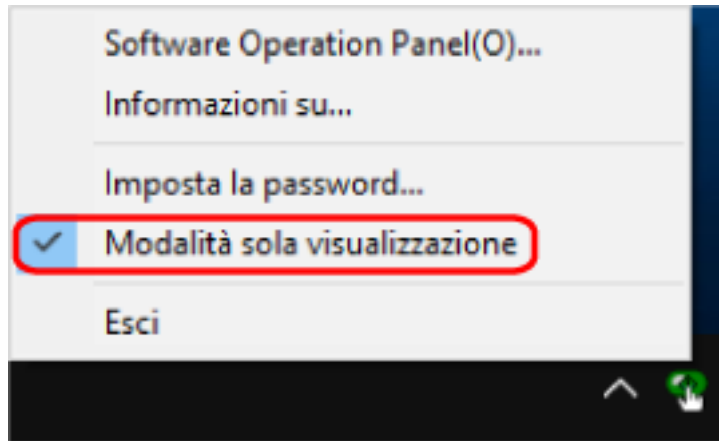 Software Operation Panel(O)...
Informazioni su...
Imposta la password...
Modalità sola visualizzazione
Esci